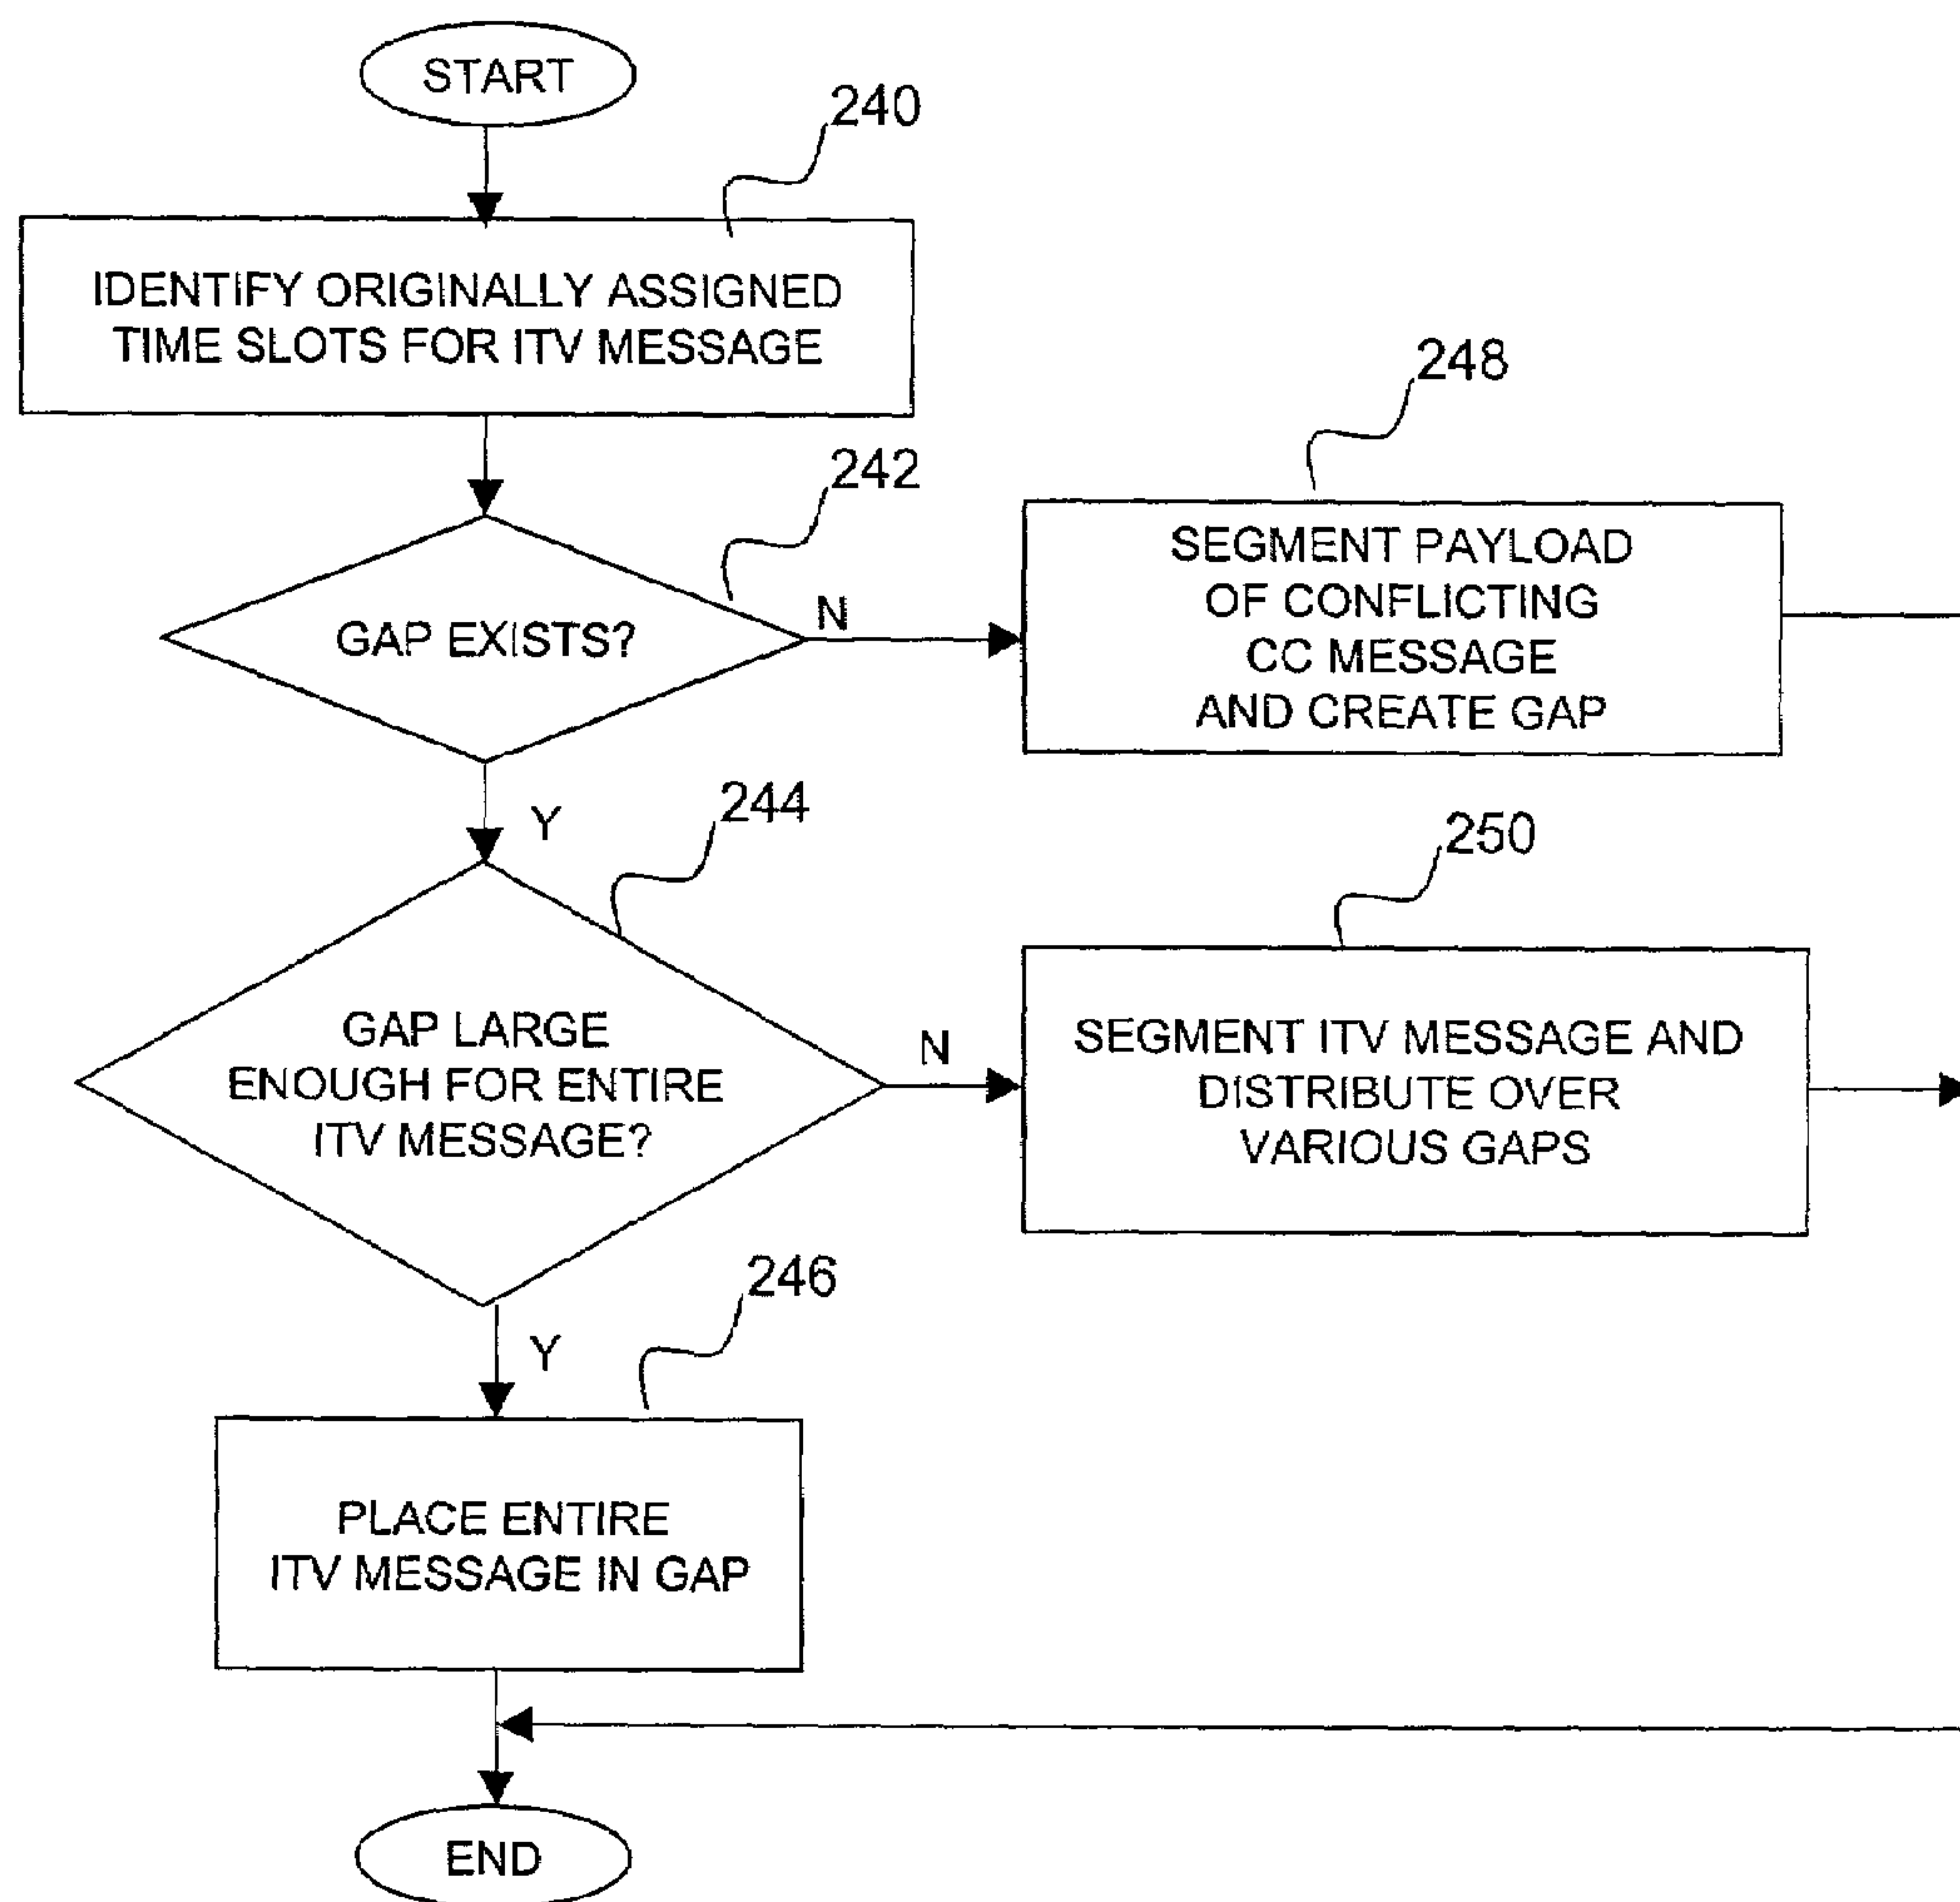 START
240
IDENTIFY ORIGINALLY ASSIGNED
TIME SLOTS FOR ITV MESSAGE
242
GAP EXISTS?
N
248
SEGMENT PAYLOAD
OF CONFLICTING
CC MESSAGE
AND CREATE GAP
Y
244
GAP LARGE
ENOUGH FOR ENTIRE
ITV MESSAGE?
N
250
SEGMENT ITV MESSAGE AND
DISTRIBUTE OVER
VARIOUS GAPS
Y
246
PLACE ENTIRE
ITV MESSAGE IN GAP
END